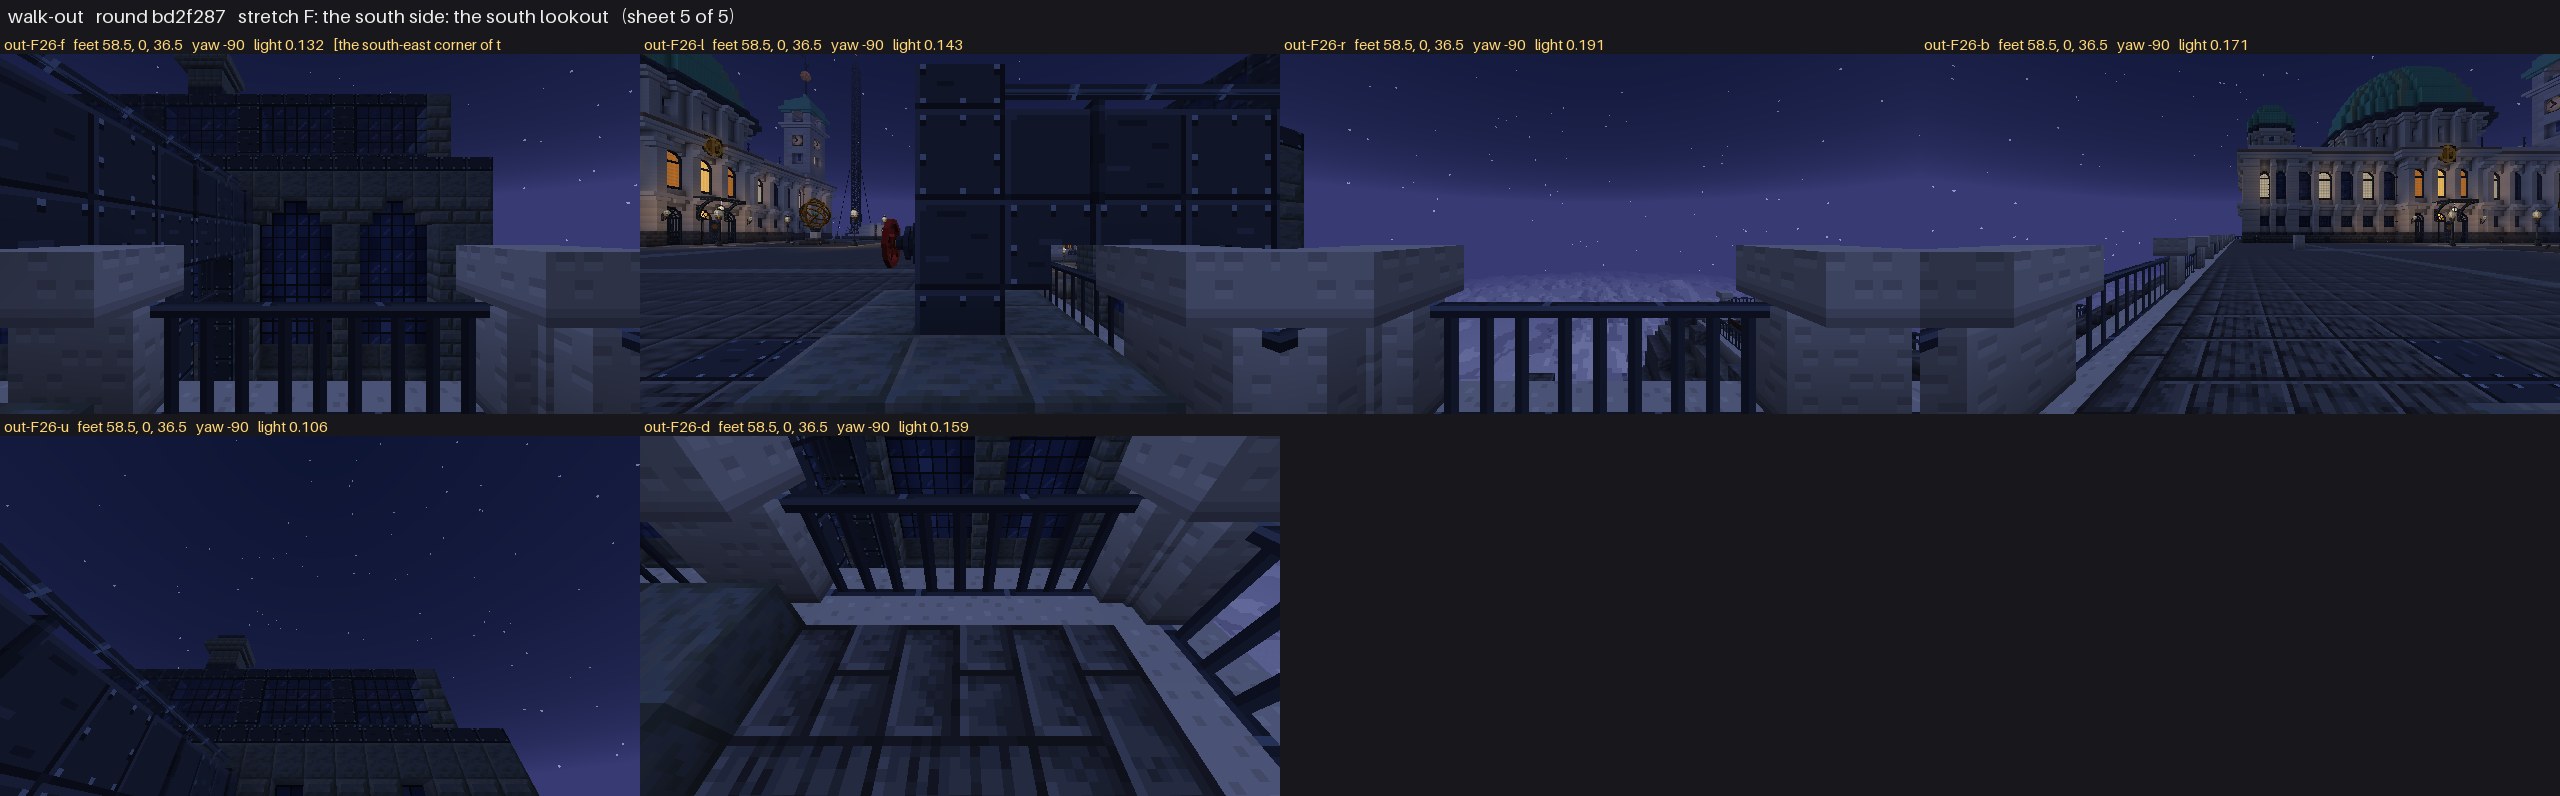 walk-out round bd2f287 stretch F: the south side: the south lookout (sheet 5 of 5)
out-F26-f feet 58.5, 0, 36.5 yaw -90 light 0.132 [the south-east corner of t
out-F26-l feet 58.5, 0, 36.5 yaw -90 light 0.143
out-F26-r feet 58.5, 0, 36.5 yaw -90 light 0.191
out-F26-b feet 58.5, 0, 36.5 yaw -90 light 0.171
out-F26-u feet 58.5, 0, 36.5 yaw -90 light 0.106
out-F26-d feet 58.5, 0, 36.5 yaw -90 light 0.159